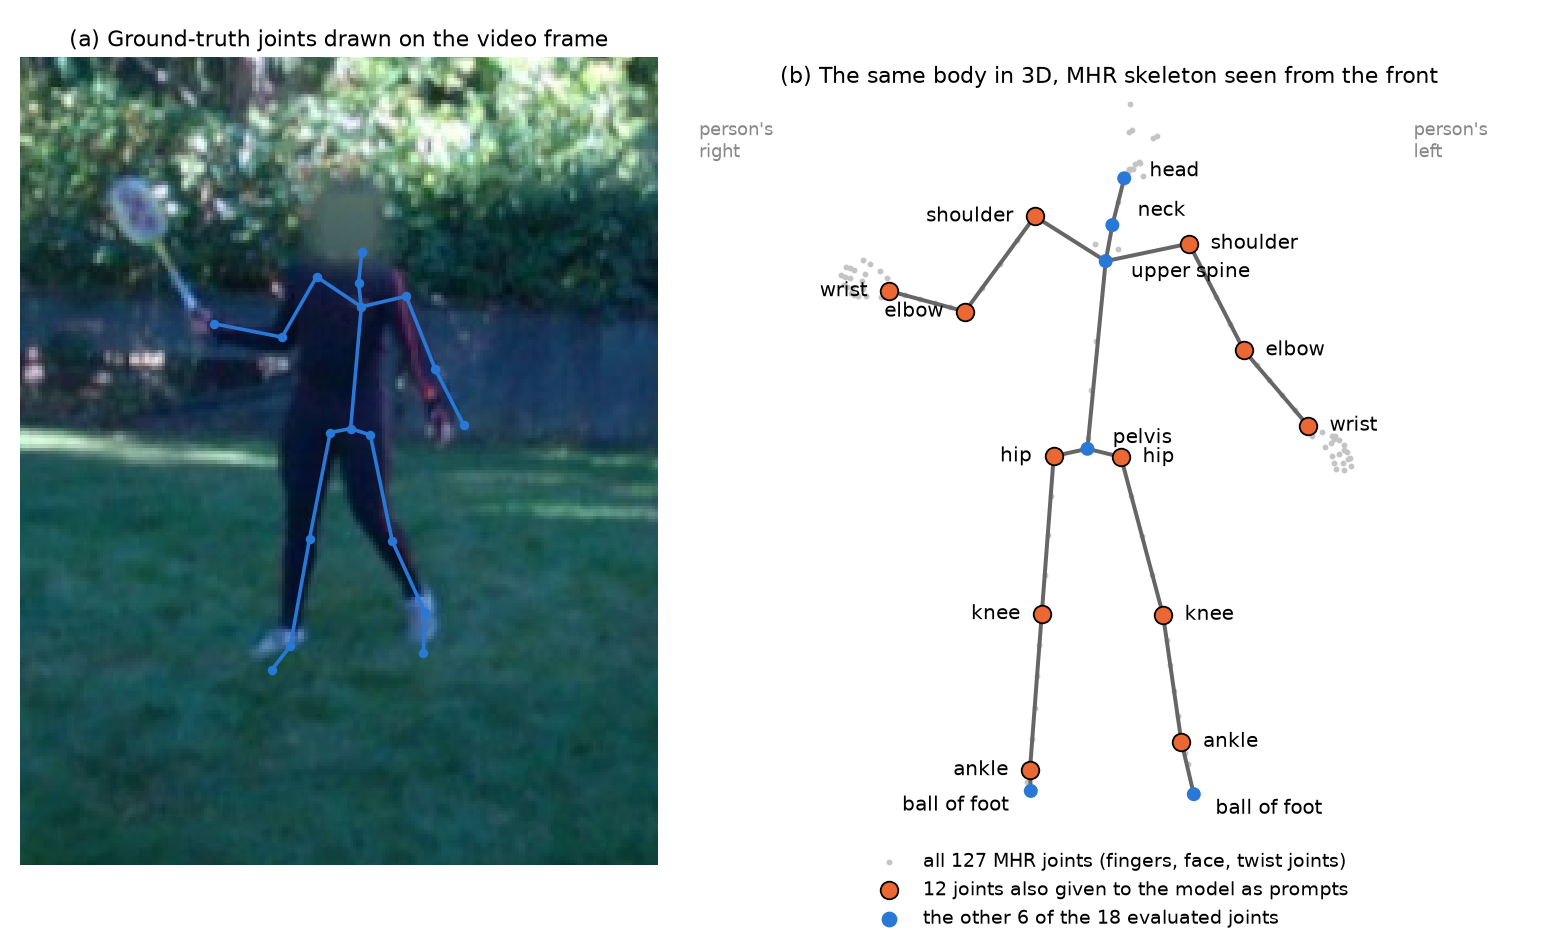 (a) Ground-truth joints drawn on the video frame
(b) The same body in 3D, MHR skeleton seen from the front
person's
right
person's
left
head
neck
shoulder
shoulder
upper spine
wrist
elbow
elbow
wrist
pelvis
hip
hip
knee
knee
ankle
ankle
ball of foot
ball of foot
all 127 MHR joints (fingers, face, twist joints)
12 joints also given to the model as prompts
the other 6 of the 18 evaluated joints